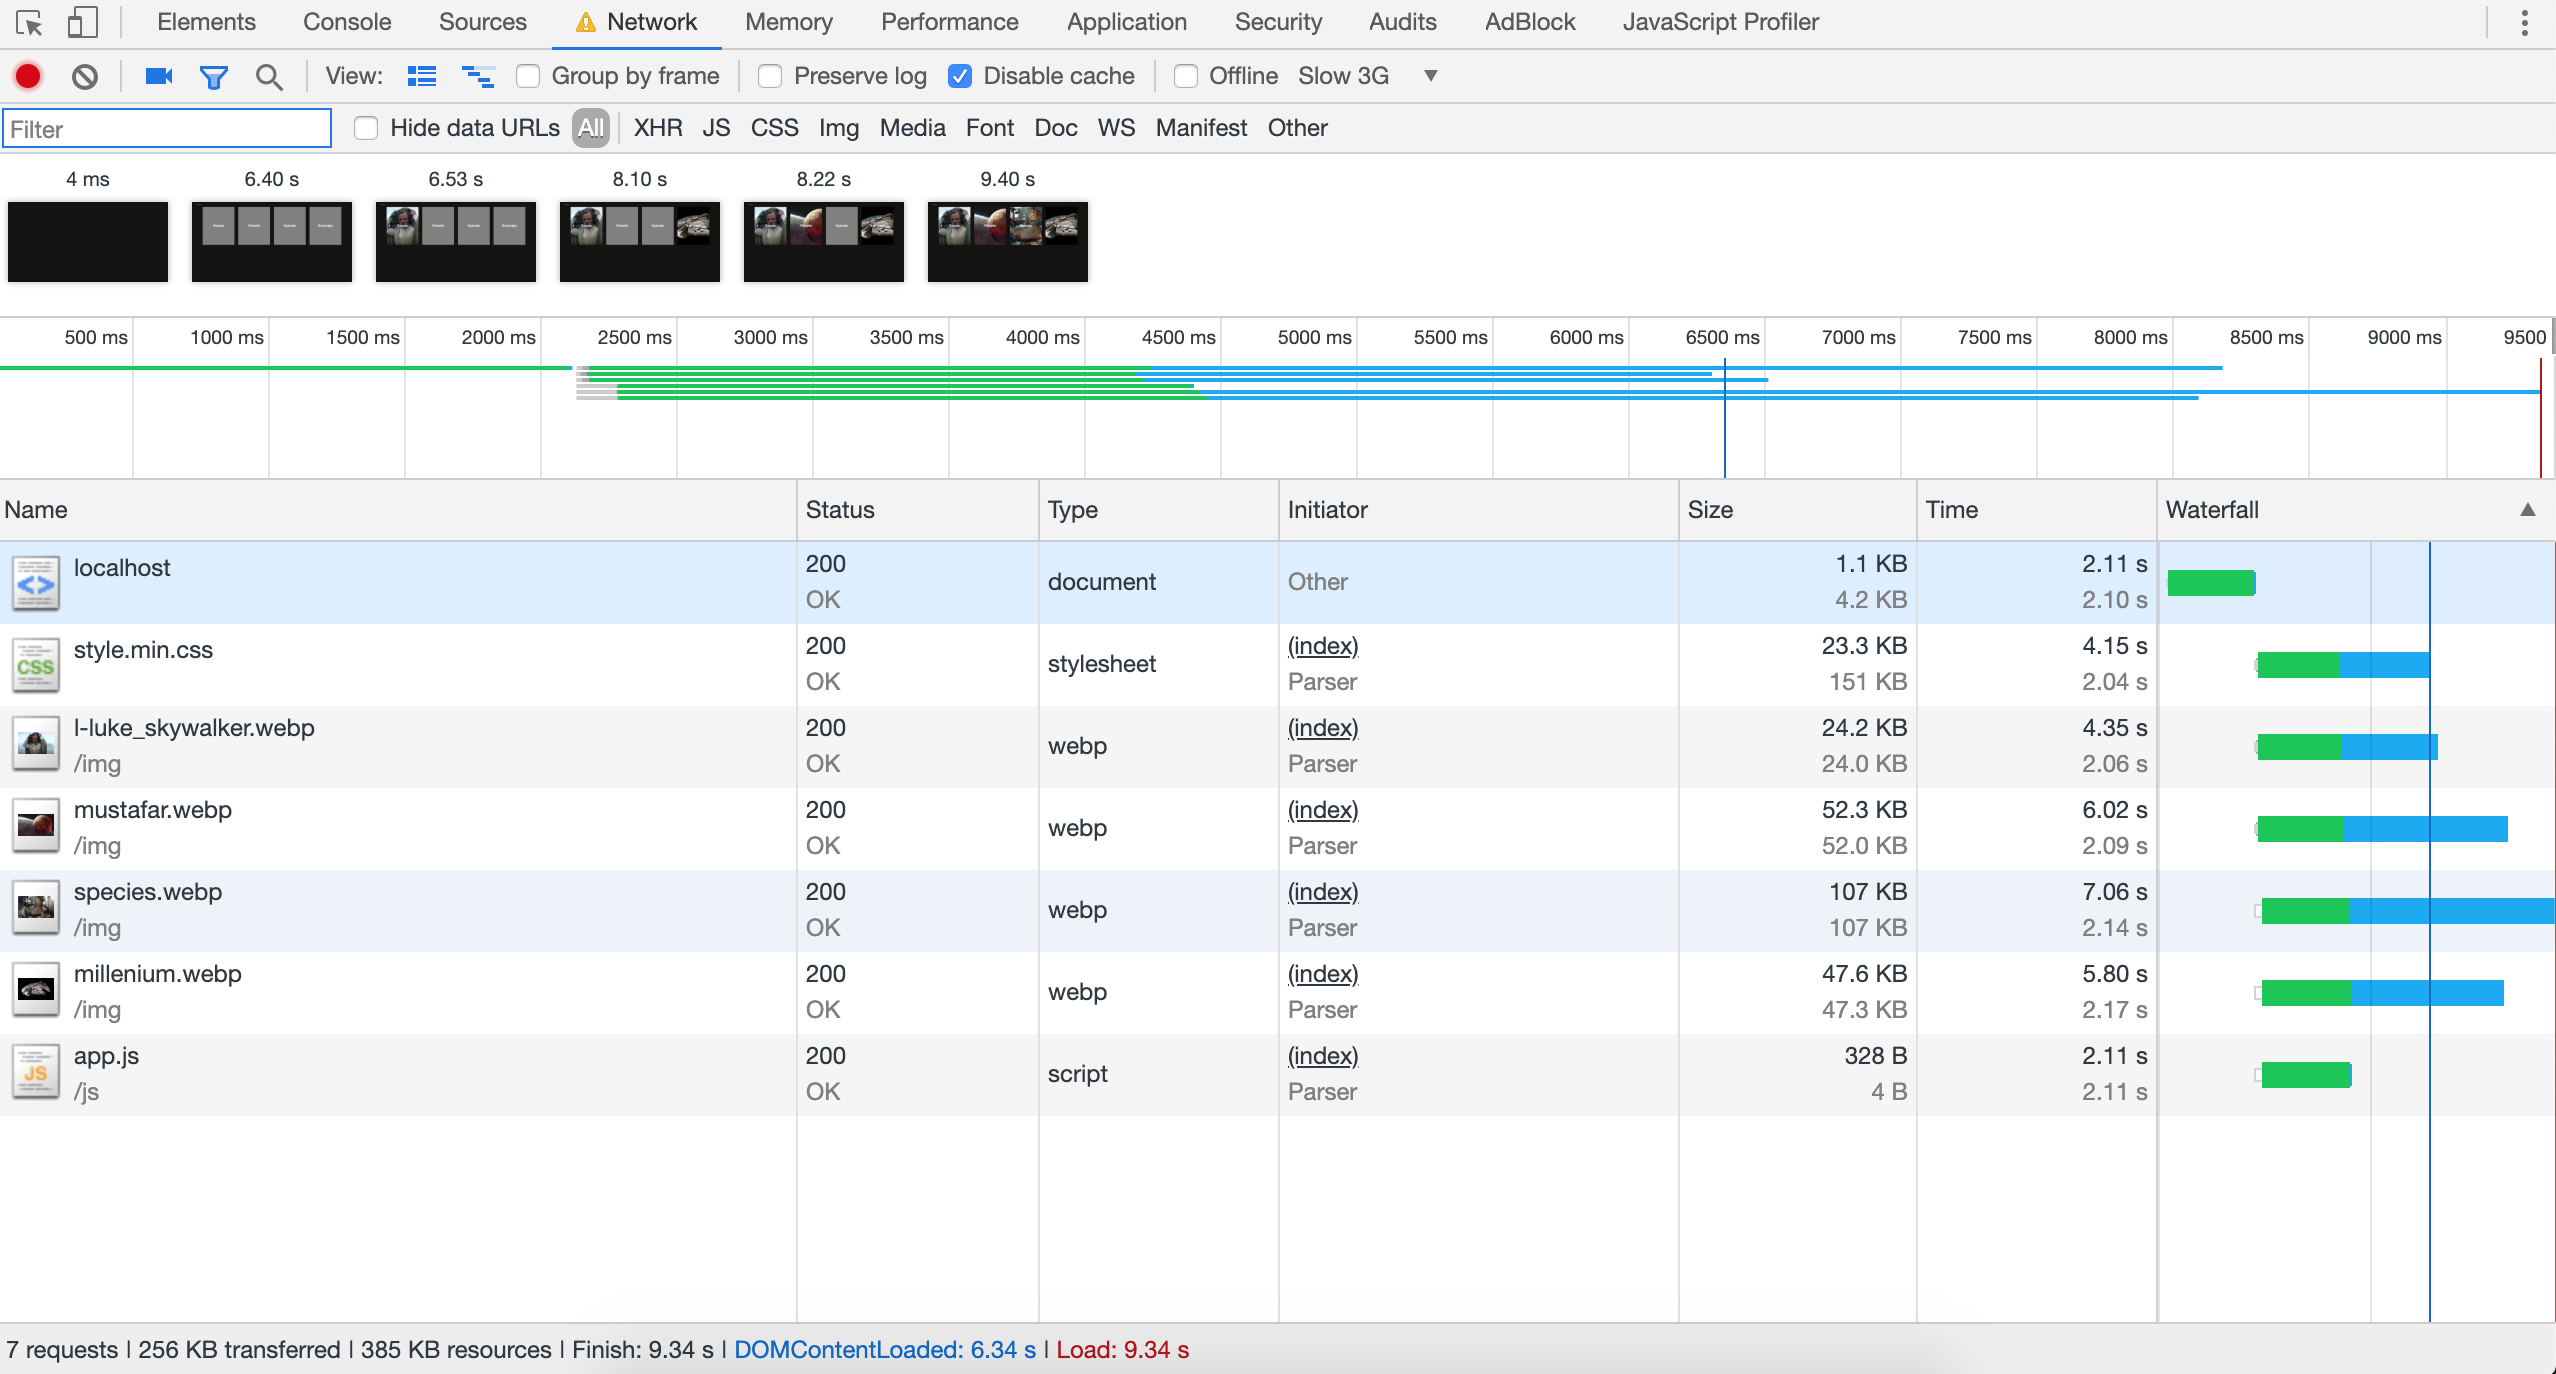 Elements Console Sources Network Memory Performance Application Security Audits AdBlock JavaScript Profiler
View: Group by frame Preserve log Disable cache Offline Slow 3G ▼
Filter Hide data URLs All XHR JS CSS Img Media Font Doc WS Manifest Other
4 ms 6.40 s 6.53 s 8.10 s 8.22 s 9.40 s
500 ms 1000 ms 1500 ms 2000 ms 2500 ms 3000 ms 3500 ms 4000 ms 4500 ms 5000 ms 5500 ms 6000 ms 6500 ms 7000 ms 7500 ms 8000 ms 8500 ms 9000 ms 9500
Name Status Type Initiator Size Time Waterfall ▲
localhost 200 document Other 1.1 KB 2.11 s
OK 4.2 KB 2.10 s
CSS style.min.css 200 stylesheet (index) 23.3 KB 4.15 s
OK Parser 151 KB 2.04 s
l-luke_skywalker.webp 200 webp (index) 24.2 KB 4.35 s
/img OK Parser 24.0 KB 2.06 s
mustafar.webp 200 webp (index) 52.3 KB 6.02 s
/img OK Parser 52.0 KB 2.09 s
species.webp 200 webp (index) 107 KB 7.06 s
/img OK Parser 107 KB 2.14 s
millenium.webp 200 webp (index) 47.6 KB 5.80 s
/img OK Parser 47.3 KB 2.17 s
JS app.js 200 script (index) 328 B 2.11 s
/js OK Parser 4 B 2.11 s
7 requests | 256 KB transferred | 385 KB resources | Finish: 9.34 s | DOMContentLoaded: 6.34 s | Load: 9.34 s